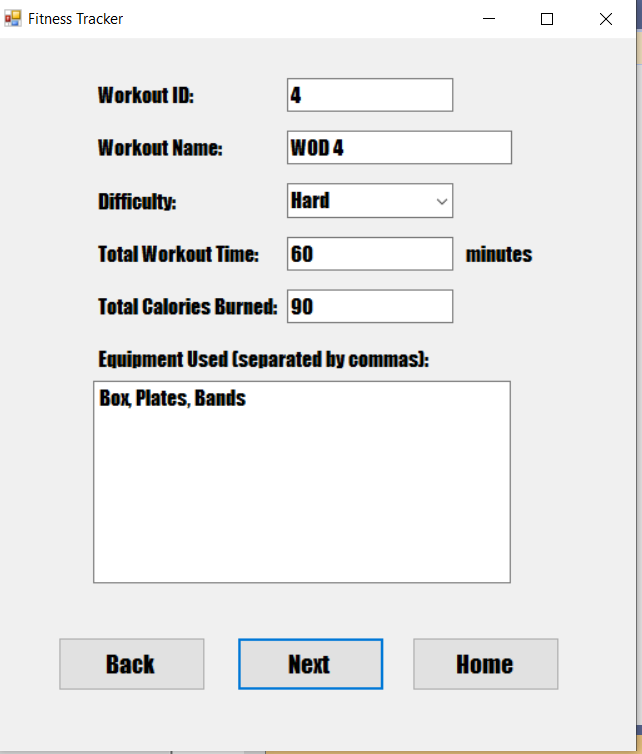 Fitness Tracker
Workout ID: 4
Workout Name: WOD 4
Difficulty: Hard
Total Workout Time: 60 minutes
Total Calories Burned: 90
Equipment Used (separated by commas):
Box, Plates, Bands
Back Next Home